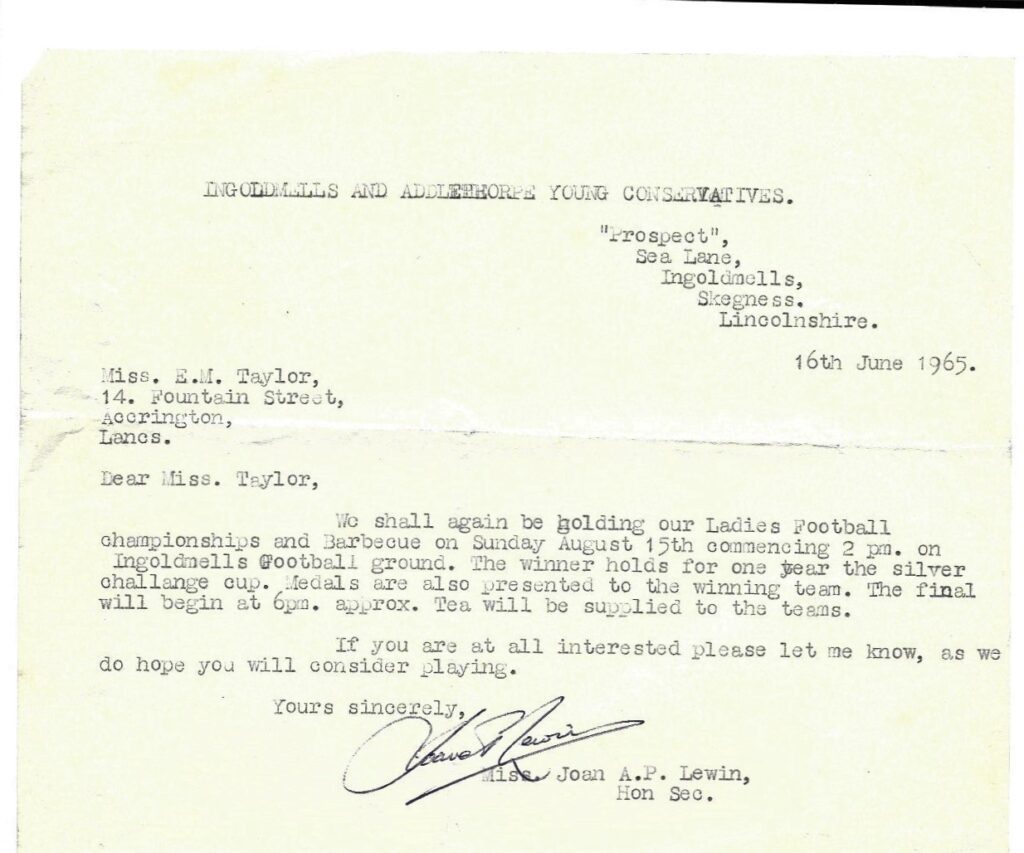 INGOLDMELLS AND ADDLETHORPE YOUNG CONSERVATIVES.
"Prospect",
Sea Lane,
Ingoldmells,
Skegness.
Lincolnshire.
16th June 1965.
Miss. E.M. Taylor,
14. Fountain Street,
Accrington,
Lancs.
Dear Miss. Taylor,
We shall again be holding our Ladies Football
championships and Barbecue on Sunday August 15th commencing 2 pm. on
Ingoldmells Football ground. The winner holds for one year the silver
challange cup. Medals are also presented to the winning team. The final
will begin at 6pm. approx. Tea will be supplied to the teams.
If you are at all interested please let me know, as we
do hope you will consider playing.
Yours sincerely,
Joan P Lewin
Miss. Joan A.P. Lewin,
Hon Sec.